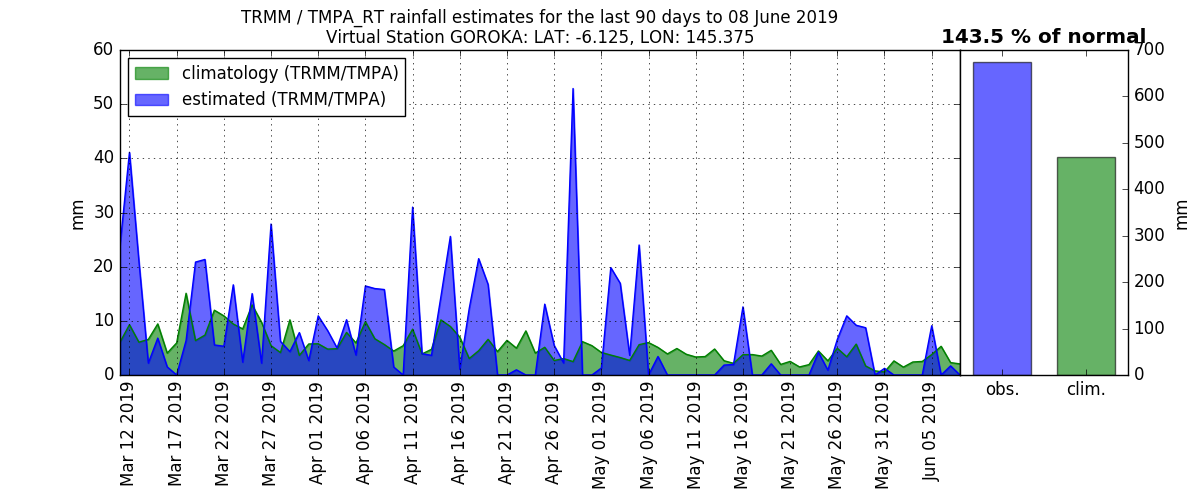 TRMM / TMPA_RT rainfall estimates for the last 90 days to 08 June 2019
Virtual Station GOROKA: LAT: -6.125, LON: 145.375
143.5 % of normal
climatology (TRMM/TMPA)
estimated (TRMM/TMPA)
mm
60
50
40
30
20
10
0
Mar 12 2019
Mar 17 2019
Mar 22 2019
Mar 27 2019
Apr 01 2019
Apr 06 2019
Apr 11 2019
Apr 16 2019
Apr 21 2019
Apr 26 2019
May 01 2019
May 06 2019
May 11 2019
May 16 2019
May 21 2019
May 26 2019
May 31 2019
Jun 05 2019
obs.
clim.
700
600
500
400
300
200
100
0
mm